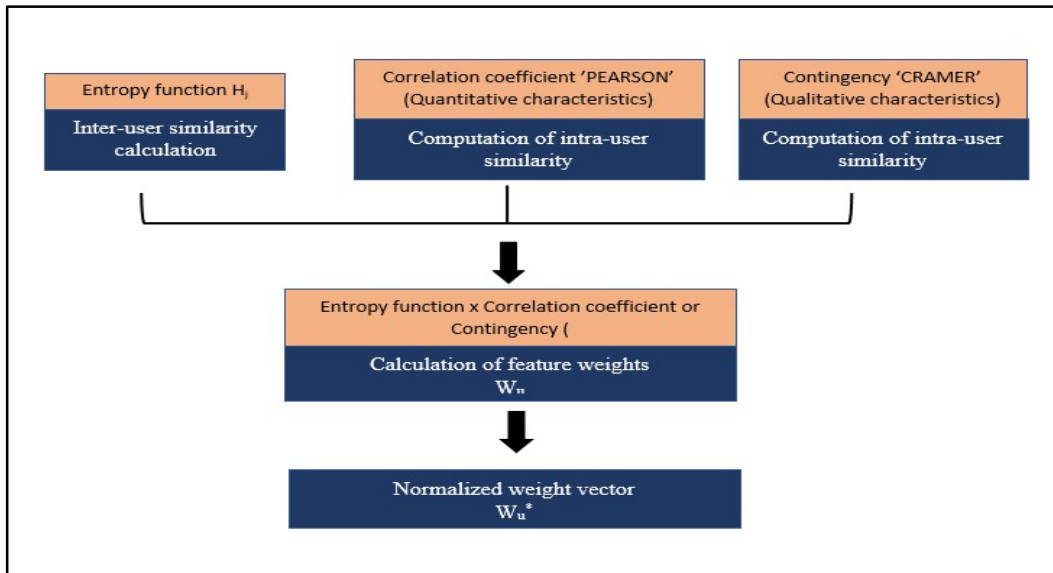 Entropy function Hⱼ
Inter-user similarity
calculation
Correlation coefficient ’PEARSON’
(Quantitative characteristics)
Computation of intra-user
similarity
Contingency ‘CRAMER’
(Qualitative characteristics)
Computation of intra-user
similarity
Entropy function x Correlation coefficient or
Contingency (
Calculation of feature weights
Wₙ
Normalized weight vector
Wᵤ*